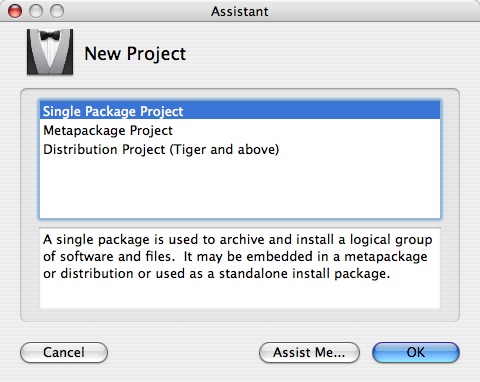 Assistant
New Project
Single Package Project
Metapackage Project
Distribution Project (Tiger and above)
A single package is used to archive and install a logical group
of software and files.  It may be embedded in a metapackage
or distribution or used as a standalone install package.
Cancel
Assist Me...
OK